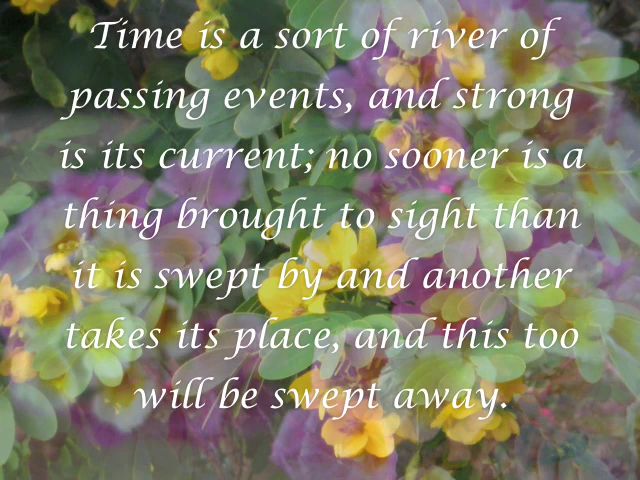 Time is a sort of river of
passing events, and strong
is its current; no sooner is a
thing brought to sight than
it is swept by and another
takes its place, and this too
will be swept away.